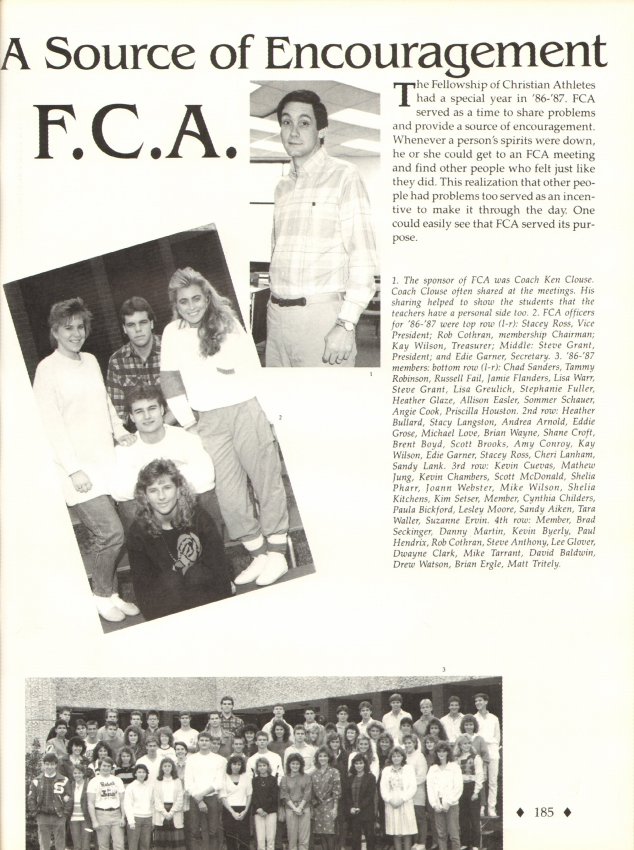 A Source of Encouragement
F.C.A.
The Fellowship of Christian Athletes
had a special year in '86-'87. FCA
served as a time to share problems
and provide a source of encouragement.
Whenever a person's spirits were down,
he or she could get to an FCA meeting
and find other people who felt just like
they did. This realization that other peo-
ple had problems too served as an incen-
tive to make it through the day. One
could easily see that FCA served its pur-
pose.
1. The sponsor of FCA was Coach Ken Clouse.
Coach Clouse often shared at the meetings. His
sharing helped to show the students that the
teachers have a personal side too. 2. FCA officers
for '86-'87 were top row (l-r): Stacey Ross, Vice
President; Rob Cothran, membership Chairman;
Kay Wilson, Treasurer; Middle: Steve Grant,
President; and Edie Garner, Secretary. 3. '86-'87
members: bottom row (l-r): Chad Sanders, Tammy
Robinson, Russell Fail, Jamie Flanders, Lisa Warr,
Steve Grant, Lisa Greulich, Stephanie Fuller,
Heather Glaze, Allison Easler, Sommer Schauer,
Angie Cook, Priscilla Houston. 2nd row: Heather
Bullard, Stacy Langston, Andrea Arnold, Eddie
Grose, Michael Love, Brian Wayne, Shane Croft,
Brent Boyd, Scott Brooks, Amy Conroy, Kay
Wilson, Edie Garner, Stacey Ross, Cheri Lanham,
Sandy Lank. 3rd row: Kevin Cuevas, Mathew
Jung, Kevin Chambers, Scott McDonald, Shelia
Pharr, Joann Webster, Mike Wilson, Shelia
Kitchens, Kim Setser, Member, Cynthia Childers,
Paula Bickford, Lesley Moore, Sandy Aiken, Tara
Waller, Suzanne Ervin. 4th row: Member, Brad
Seckinger, Danny Martin, Kevin Byerly, Paul
Hendrix, Rob Cothran, Steve Anthony, Lee Glover,
Dwayne Clark, Mike Tarrant, David Baldwin,
Drew Watson, Brian Ergle, Matt Tritely.
1
2
3
♦ 185 ♦